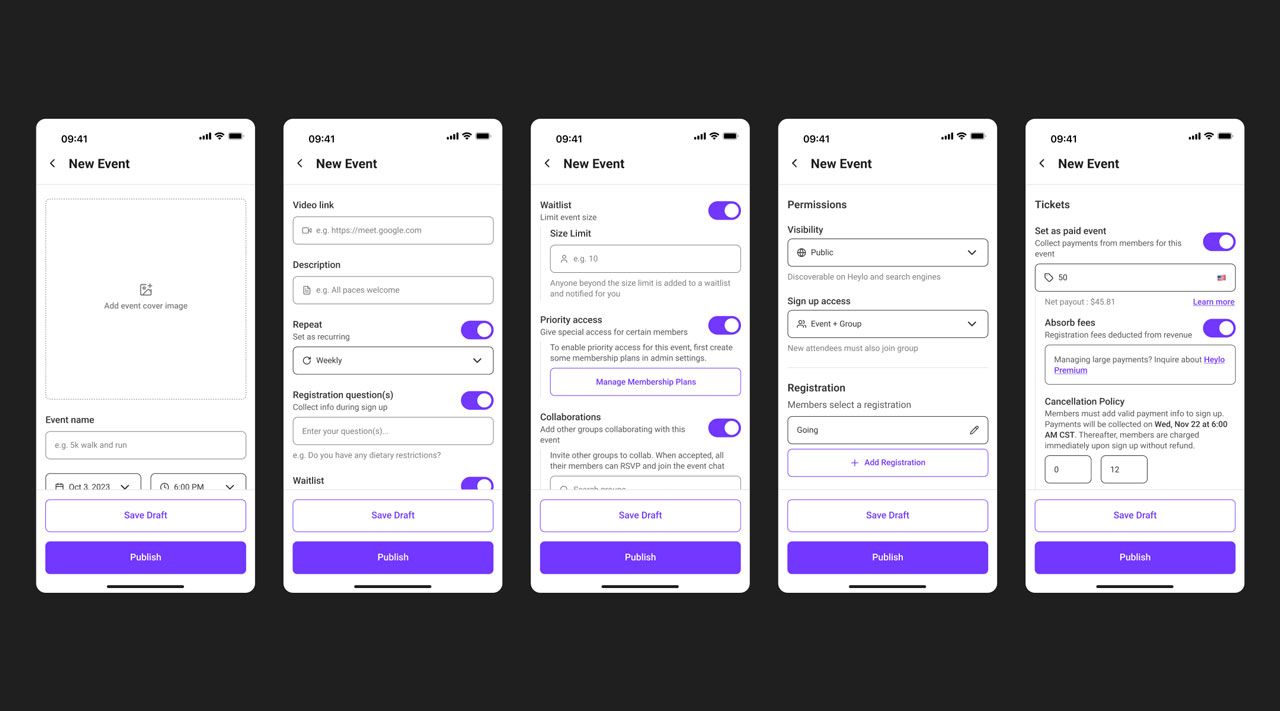 09:41
New Event
Add event cover image
Event name
e.g. 5k walk and run
Oct 3, 2023
6:00 PM
Save Draft
Publish
09:41
New Event
Video link
e.g. https://meet.google.com
Description
e.g. All paces welcome
Repeat
Set as recurring
Weekly
Registration question(s)
Collect info during sign up
Enter your question(s)...
e.g. Do you have any dietary restrictions?
Waitlist
Save Draft
Publish
09:41
New Event
Waitlist
Limit event size
Size Limit
e.g. 10
Anyone beyond the size limit is added to a waitlist
and notified for you
Priority access
Give special access for certain members
To enable priority access for this event, first create
some membership plans in admin settings.
Manage Membership Plans
Collaborations
Add other groups collaborating with this
event
Invite other groups to collab. When accepted, all
their members can RSVP and join the event chat
Search groups
Save Draft
Publish
09:41
New Event
Permissions
Visibility
Public
Discoverable on Heylo and search engines
Sign up access
Event + Group
New attendees must also join group
Registration
Members select a registration
Going
Add Registration
Save Draft
Publish
09:41
New Event
Tickets
Set as paid event
Collect payments from members for this
event
50
Net payout : $45.81
Learn more
Absorb fees
Registration fees deducted from revenue
Managing large payments? Inquire about Heylo
Premium
Cancellation Policy
Members must add valid payment info to sign up.
Payments will be collected on Wed, Nov 22 at 6:00
AM CST. Thereafter, members are charged
immediately upon sign up without refund.
0
12
Save Draft
Publish